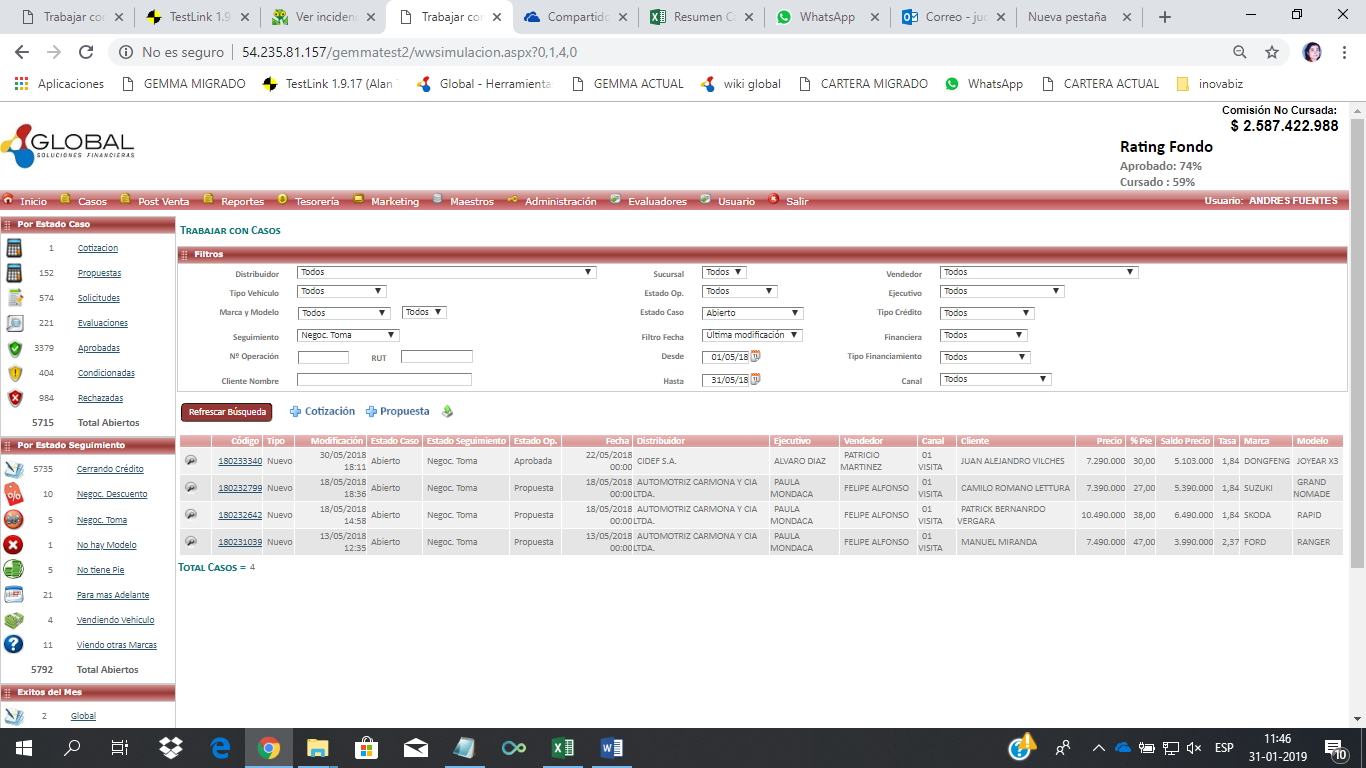 Trabajar con
TestLink 1.9
Ver inciden
Trabajar con
Compartido
Resumen C
WhatsApp
Correo - juc
Nueva pestaña
No es seguro | 54.235.81.157/gemmatest2/wwsimulacion.aspx?0,1,4,0
Aplicaciones GEMMA MIGRADO TestLink 1.9.17 (Alan Global - Herramienta: GEMMA ACTUAL wiki global CARTERA MIGRADO WhatsApp CARTERA ACTUAL inovabiz
Comisión No Cursada:
$ 2.587.422.988
GLOBAL
SOLUCIONES FINANCIERAS
Rating Fondo
Aprobado: 74%
Cursado : 59%
Inicio Casos Post Venta Reportes Tesorería Marketing Maestros Administración Evaluadores Usuario Salir Usuario: ANDRES FUENTES
Por Estado Caso
1 Cotizacion
152 Propuestas
574 Solicitudes
221 Evaluaciones
3379 Aprobadas
404 Condicionadas
984 Rechazadas
5715 Total Abiertos
Por Estado Seguimiento
5735 Cerrando Crédito
10 Negoc. Descuento
5 Negoc. Toma
1 No hay Modelo
5 No tiene Pie
21 Para mas Adelante
4 Vendiendo Vehiculo
11 Viendo otras Marcas
5792 Total Abiertos
Exitos del Mes
2 Global
TRABAJAR CON CASOS
Filtros
Distribuidor Todos Sucursal Todos Vendedor Todos
Tipo Vehículo Todos Estado Op. Todos Ejecutivo Todos
Marca y Modelo Todos Todos Estado Caso Abierto Tipo Crédito Todos
Seguimiento Negoc. Toma Filtro Fecha Última modificación Financiera Todos
Nº Operación RUT Desde 01/05/18 Tipo Financiamiento Todos
Cliente Nombre Hasta 31/05/18 Canal Todos
Refrescar Búsqueda Cotización Propuesta
Código Tipo Modificación Estado Caso Estado Seguimiento Estado Op. Fecha Distribuidor Ejecutivo Vendedor Canal Cliente Precio % Pie Saldo Precio Tasa Marca Modelo
180233340 Nuevo 30/05/2018 18:11 Abierto Negoc. Toma Aprobada 22/05/2018 00:00 CIDEF S.A. ALVARO DIAZ PATRICIO MARTINEZ 01 VISITA JUAN ALEJANDRO VILCHES 7.290.000 30,00 5.103.000 1,84 DONGFENG JOYEAR X3
180232799 Nuevo 18/05/2018 18:36 Abierto Negoc. Toma Propuesta 18/05/2018 00:00 AUTOMOTRIZ CARMONA Y CIA LTDA. PAULA MONDACA FELIPE ALFONSO 01 VISITA CAMILO ROMANO LETTURA 7.390.000 27,00 5.390.000 1,84 SUZUKI GRAND NOMADE
180232642 Nuevo 18/05/2018 14:58 Abierto Negoc. Toma Propuesta 18/05/2018 00:00 AUTOMOTRIZ CARMONA Y CIA LTDA. PAULA MONDACA FELIPE ALFONSO 01 VISITA PATRICK BERNANRDO VERGARA 10.490.000 38,00 6.490.000 1,84 SKODA RAPID
180231039 Nuevo 13/05/2018 12:35 Abierto Negoc. Toma Propuesta 13/05/2018 00:00 AUTOMOTRIZ CARMONA Y CIA LTDA. PAULA MONDACA FELIPE ALFONSO 01 VISITA MANUEL MIRANDA 7.490.000 47,00 3.990.000 2,37 FORD RANGER
TOTAL CASOS = 4
ESP
11:46
31-01-2019
10